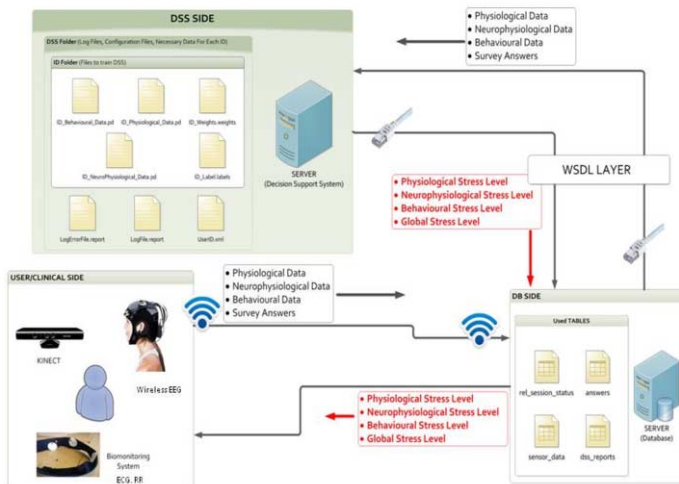 DSS SIDE
DSS Folder (Log Files, Configuration Files, Necessary Data For Each ID)
ID Folder (Files to train DSS)
ID_Behavioural_Data.pd
ID_Physiological_Data.pd
ID_Weights.weights
ID_NeuroPhysiological_Data.pd
ID_Label.labels
LogErrorFile.report
LogFile.report
UserID.xml
SERVER
(Decision Support System)
• Physiological Data
• Neurophysiological Data
• Behavioural Data
• Survey Answers
WSDL LAYER
• Physiological Stress Level
• Neurophysiological Stress Level
• Behavioural Stress Level
• Global Stress Level
USER/CLINICAL SIDE
KINECT
Wireless EEG
Biomonitoring
System
ECG, RR
• Physiological Data
• Neurophysiological Data
• Behavioural Data
• Survey Answers
• Physiological Stress Level
• Neurophysiological Stress Level
• Behavioural Stress Level
• Global Stress Level
DB SIDE
Used TABLES
rel_session_status
answers
sensor_data
dss_reports
SERVER
(Database)